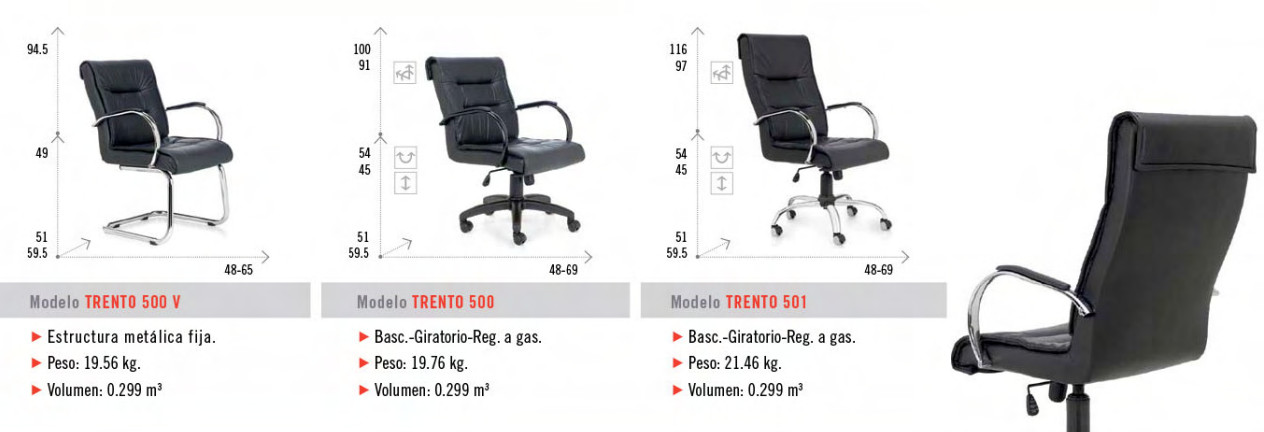 94.5
49
51
59.5
48-65
Modelo TRENTO 500 V
► Estructura metálica fija.
► Peso: 19.56 kg.
► Volumen: 0.299 m³
100
91
54
45
51
59.5
48-69
Modelo TRENTO 500
► Basc.-Giratorio-Reg. a gas.
► Peso: 19.76 kg.
► Volumen: 0.299 m³
116
97
54
45
51
59.5
48-69
Modelo TRENTO 501
► Basc.-Giratorio-Reg. a gas.
► Peso: 21.46 kg.
► Volumen: 0.299 m³